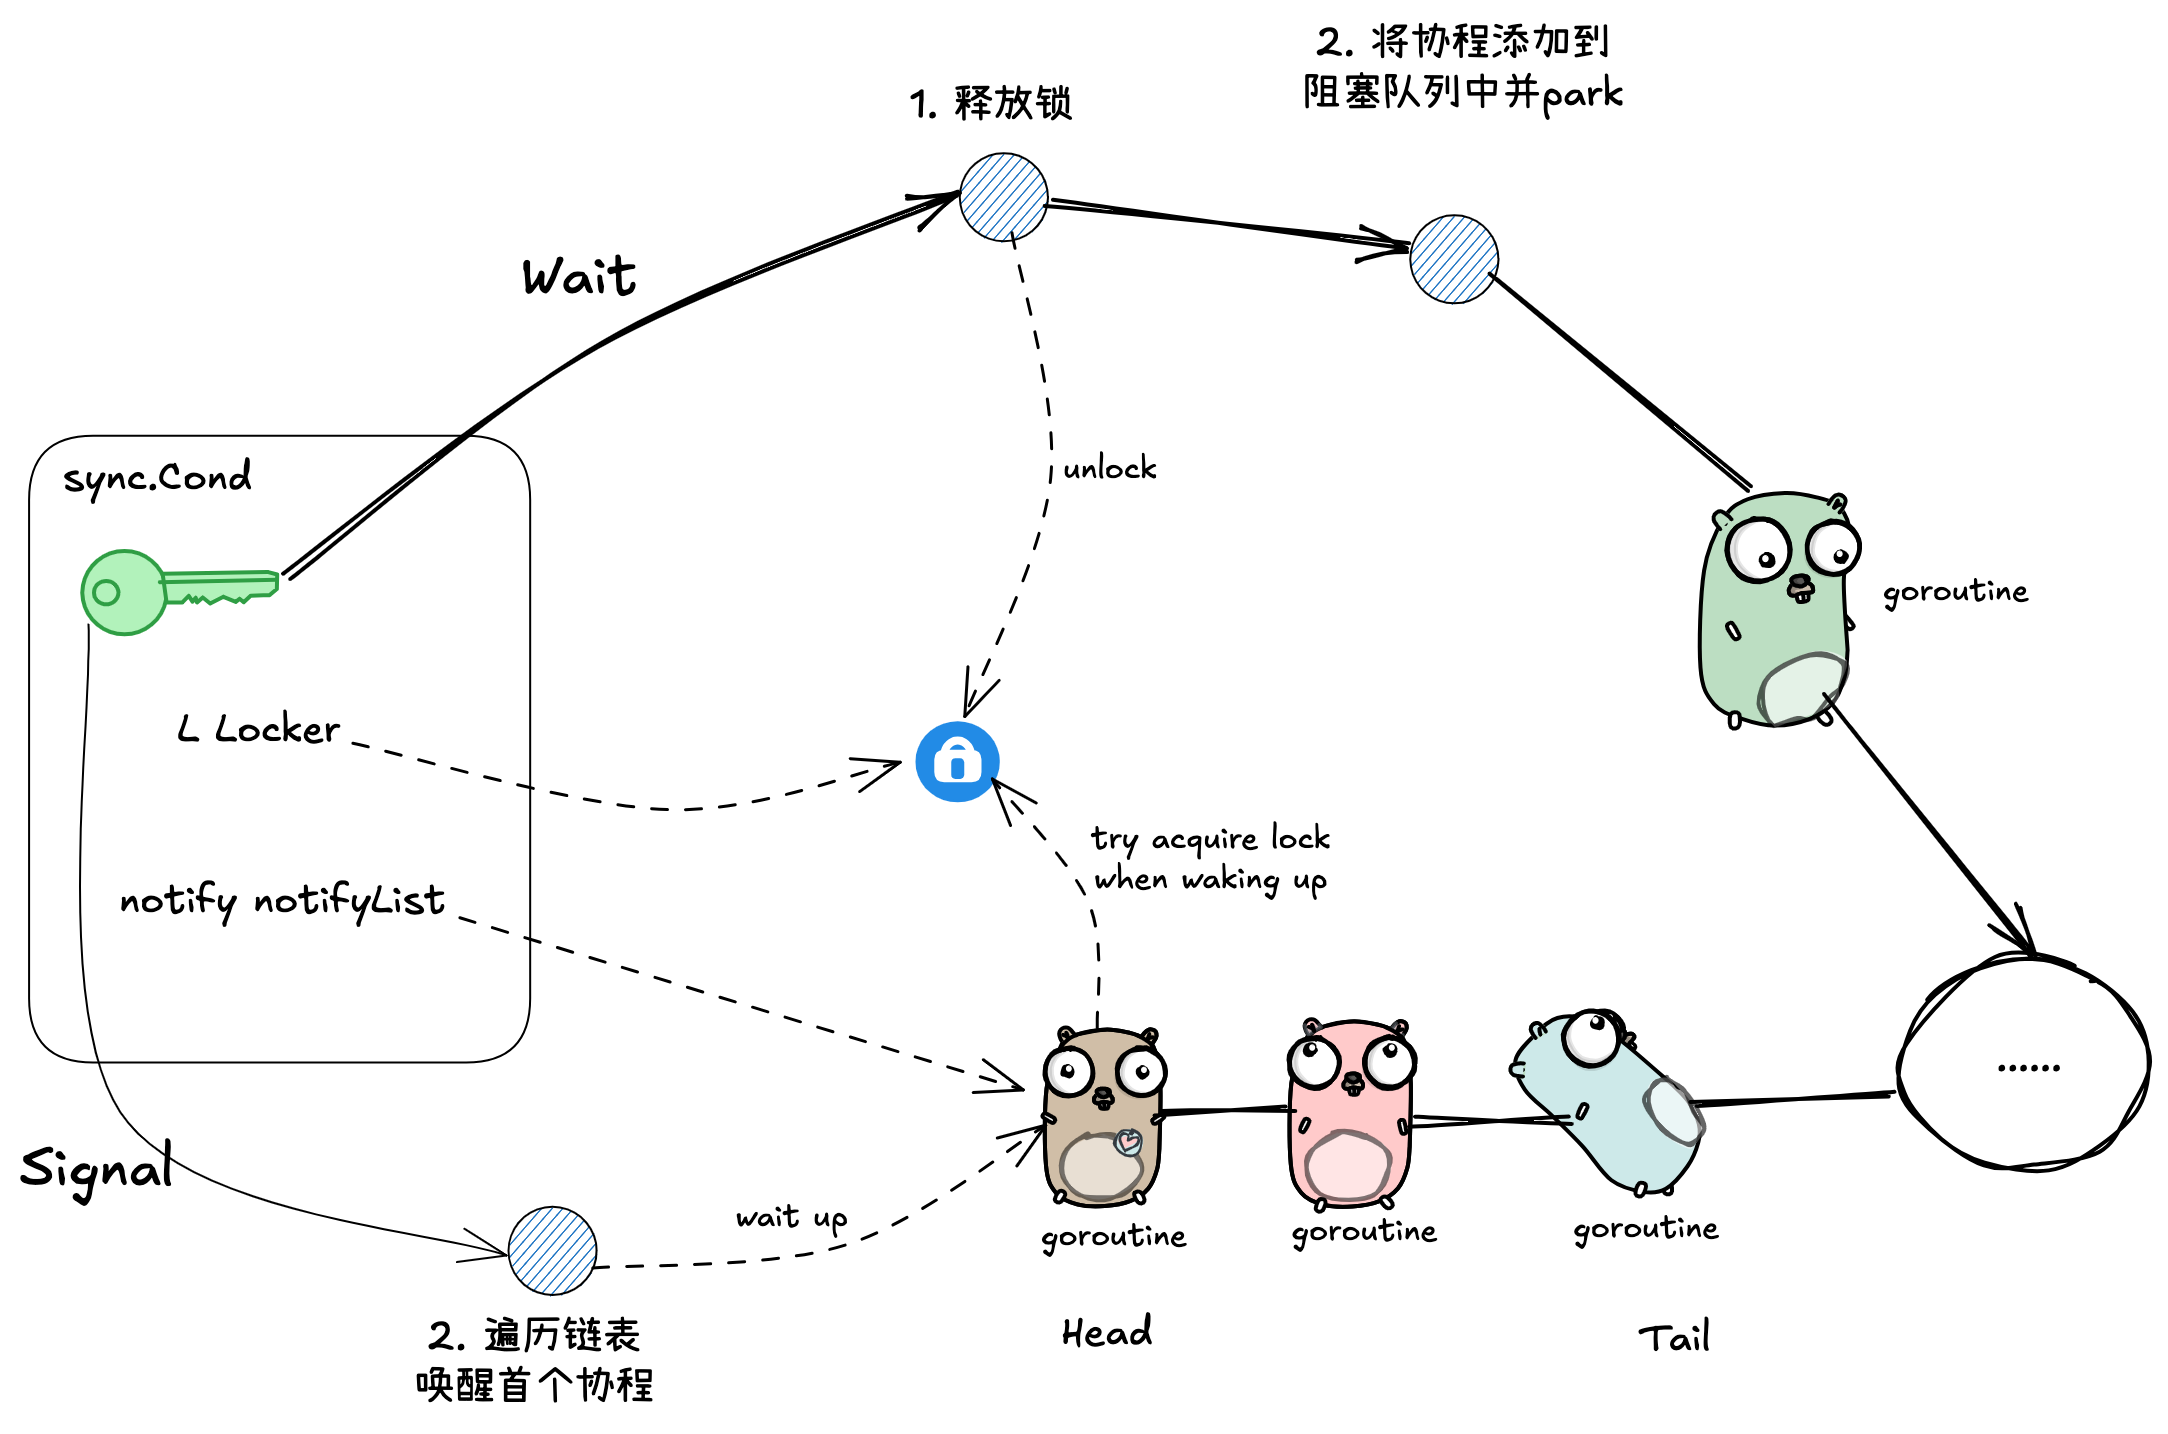 2. 将协程添加到
阻塞队列中并park
1. 释放锁
Wait
sync.Cond
unlock
goroutine
L Locker
try acquire lock
when waking up
notify notifyList
......
Signal
wait up
goroutine
goroutine
goroutine
Head
Tail
2. 遍历链表
唤醒首个协程